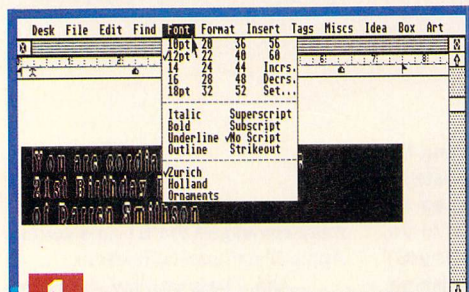 Desk File Edit Find Font Format Insert Tags Miscs Idea Box Art
10pt 20 36 56
✓12pt 22 40 60
14 24 44 Incrs.
16 28 48 Decrs.
18pt 32 52 Set...
Italic Superscript
Bold Subscript
Underline ✓No Script
Outline Strikeout
✓Zurich
Holland
Ornaments
You are cordia
21st Birthday
of Darren Smithson
1